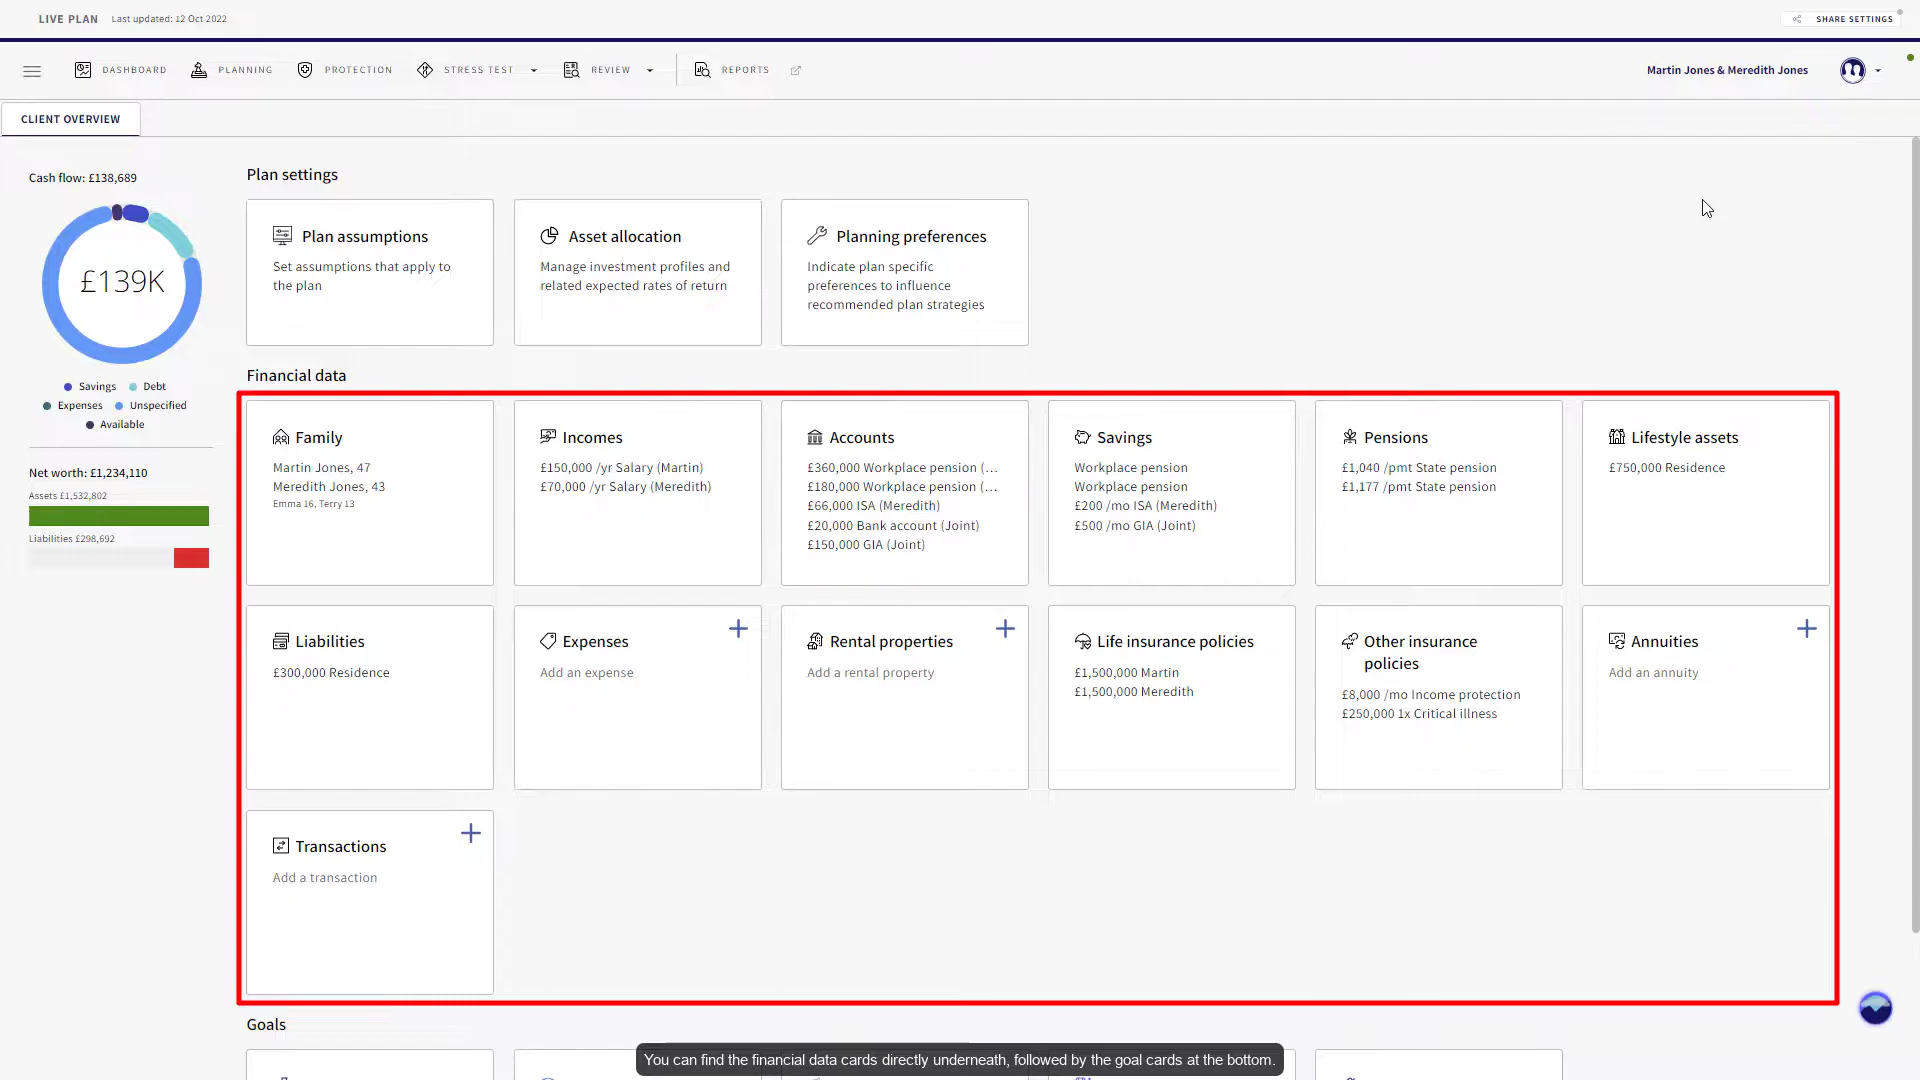 LIVE PLAN Last updated: 12 Oct 2022
SHARE SETTINGS
DASHBOARD PLANNING PROTECTION STRESS TEST REVIEW REPORTS
Martin Jones & Meredith Jones
CLIENT OVERVIEW
Cash flow: £138,689
£139K
Savings Debt
Expenses Unspecified
Available
Net worth: £1,234,110
Assets £1,532,802
Liabilities £298,692
Plan settings
Plan assumptions
Set assumptions that apply to
the plan
Asset allocation
Manage investment profiles and
related expected rates of return
Planning preferences
Indicate plan specific
preferences to influence
recommended plan strategies
Financial data
Family
Martin Jones, 47
Meredith Jones, 43
Emma 16, Terry 13
Incomes
£150,000 /yr Salary (Martin)
£70,000 /yr Salary (Meredith)
Accounts
£360,000 Workplace pension (...
£180,000 Workplace pension (...
£66,000 ISA (Meredith)
£20,000 Bank account (Joint)
£150,000 GIA (Joint)
Savings
Workplace pension
Workplace pension
£200 /mo ISA (Meredith)
£500 /mo GIA (Joint)
Pensions
£1,040 /pmt State pension
£1,177 /pmt State pension
Lifestyle assets
£750,000 Residence
Liabilities
£300,000 Residence
Expenses
Add an expense
Rental properties
Add a rental property
Life insurance policies
£1,500,000 Martin
£1,500,000 Meredith
Other insurance
policies
£8,000 /mo Income protection
£250,000 1x Critical illness
Annuities
Add an annuity
Transactions
Add a transaction
Goals
You can find the financial data cards directly underneath, followed by the goal cards at the bottom.